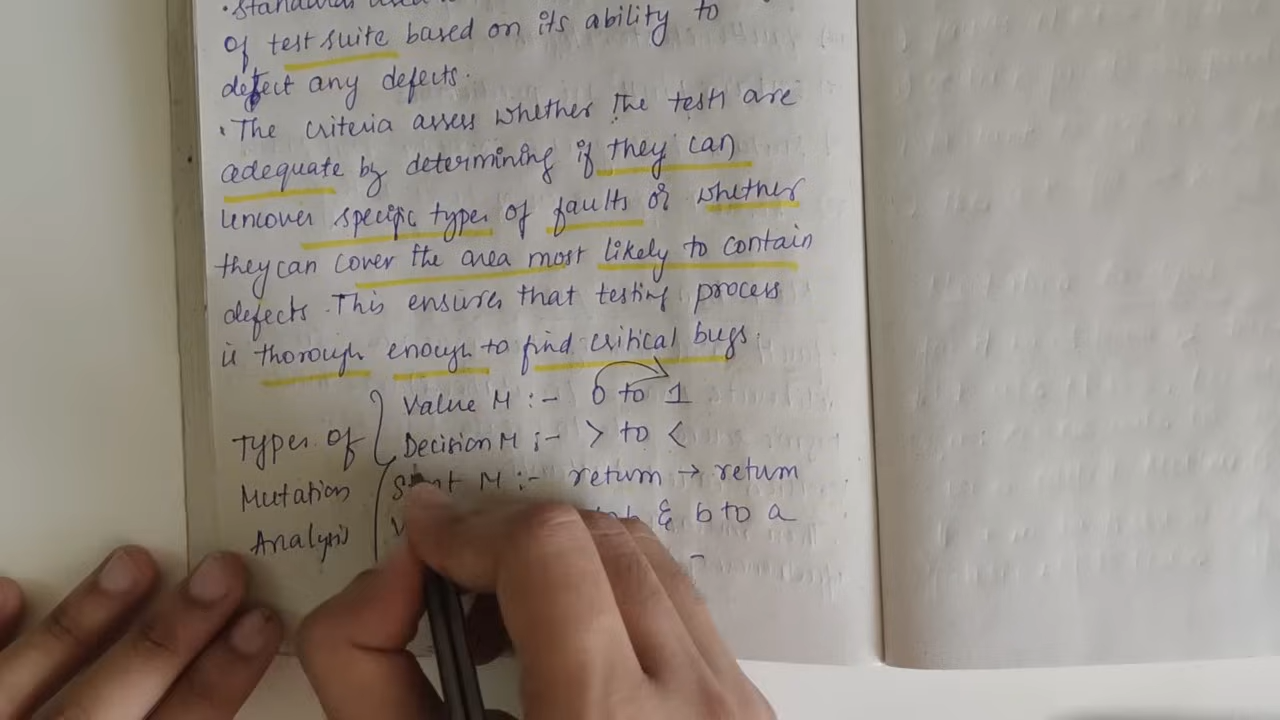 of test suite based on its ability to
detect any defects.
• The criteria assess whether the tests are
adequate by determining if they can
uncover specific types of faults or whether
they can cover the area most likely to contain
defects. This ensures that testing process
is thorough enough to find critical bugs.
Types of
Mutation
Analysis
Value M :- 0 to 1
Decision M :- > to <
M :- return → return
& b to a